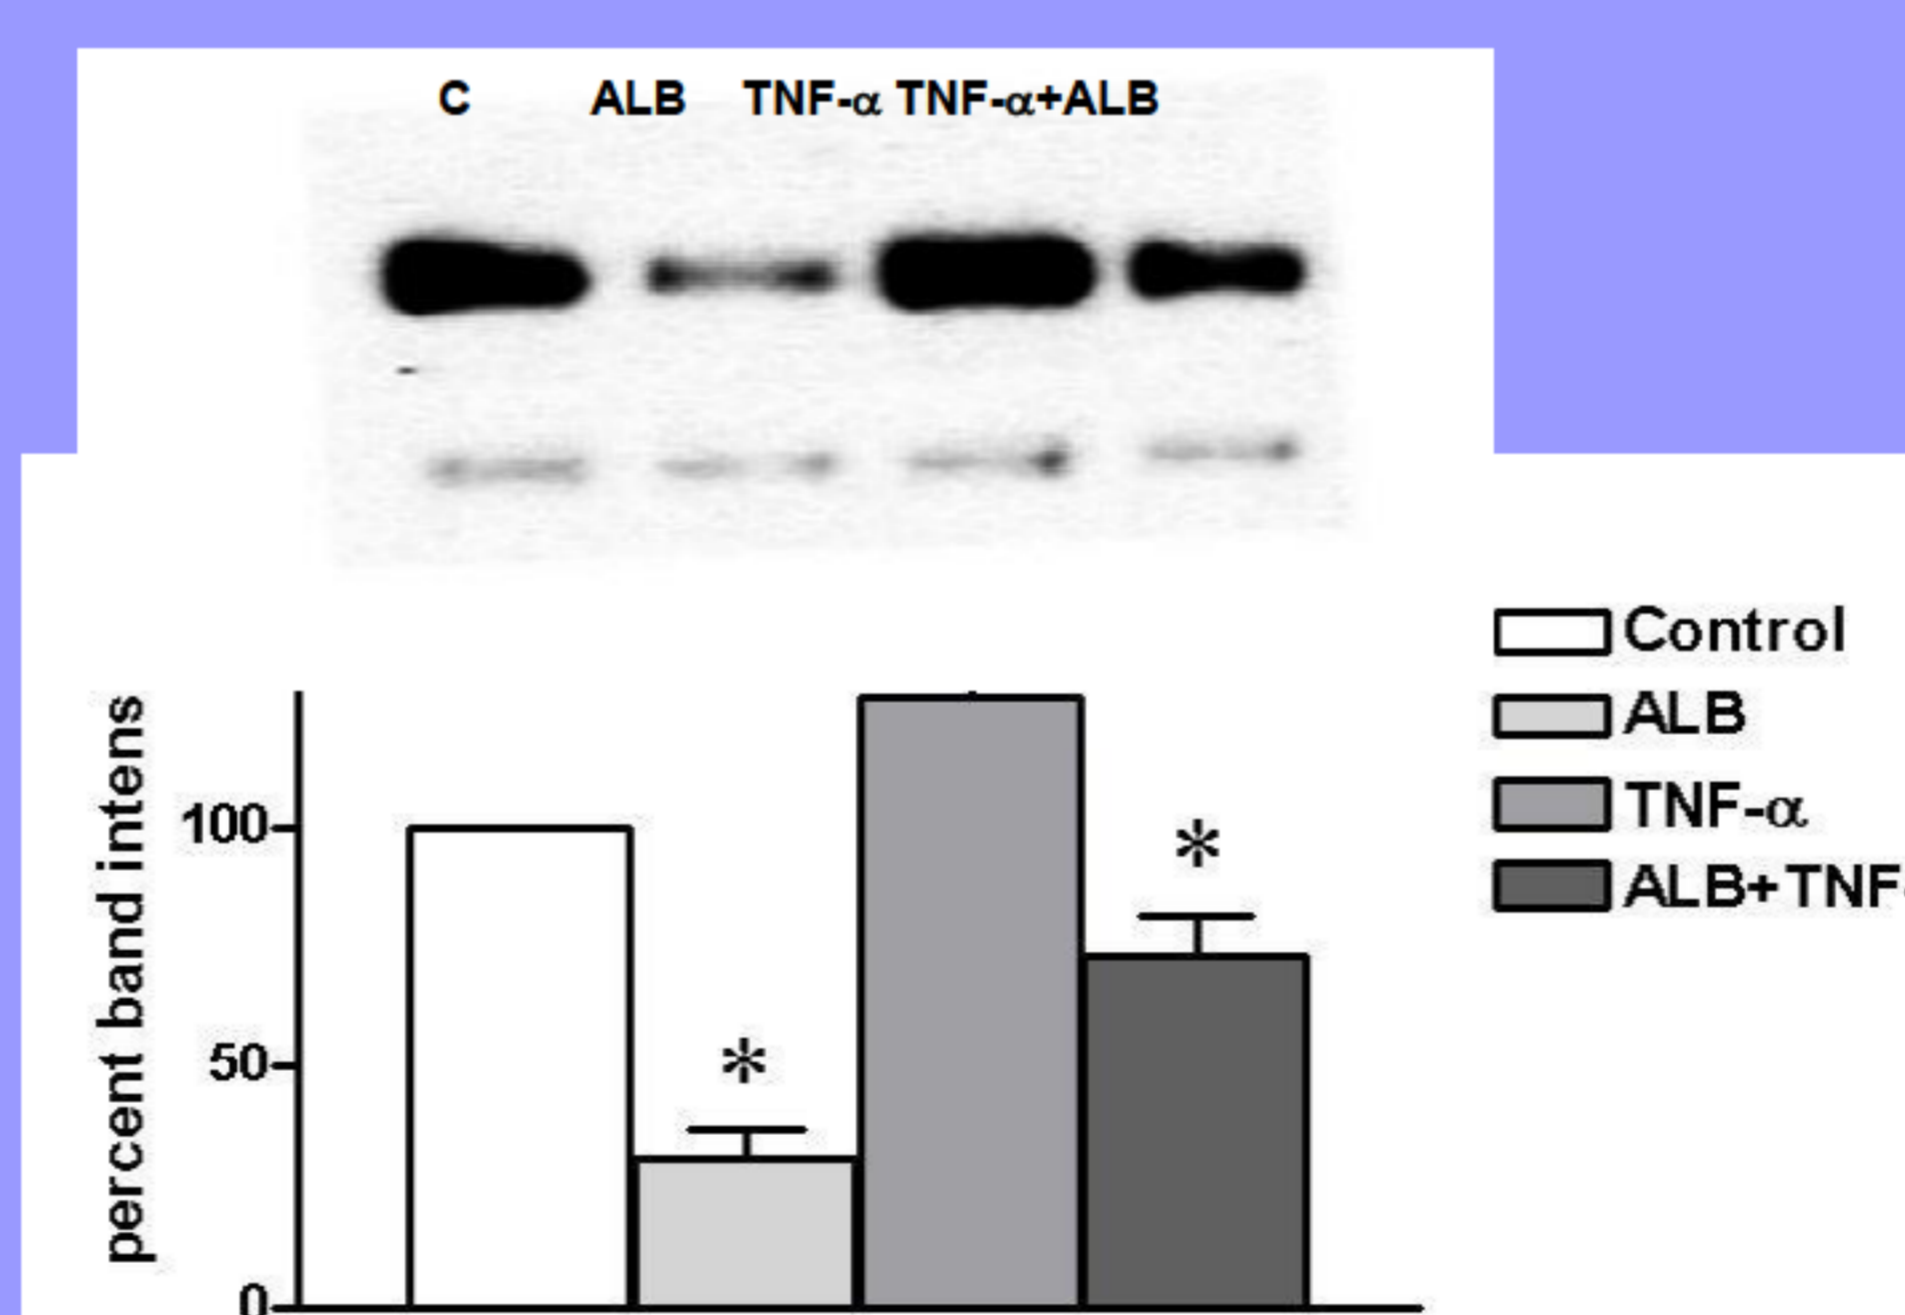 C ALB TNF-α TNF-α+ALB
Control
ALB
TNF-α
ALB+TNF-
percent band intens
100
*
50
*
0